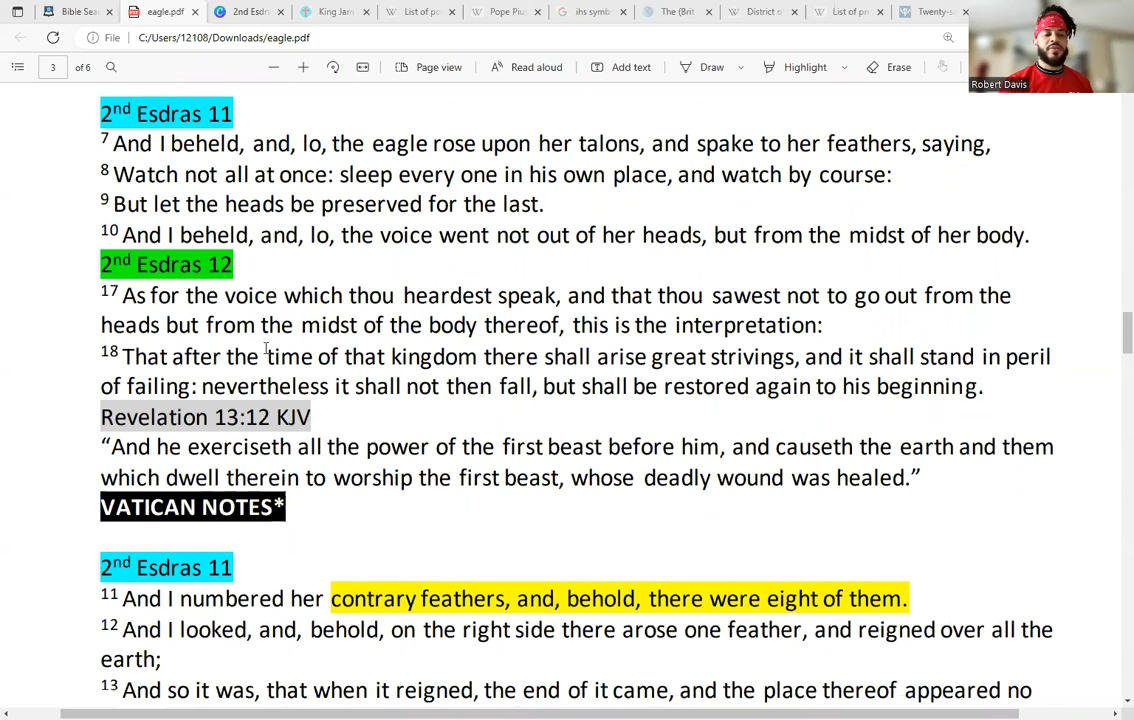 Bible Sea
eagle.pdf
2nd Esdr
King Jam
List of po
Pope Piu
ihs symb
The (Brit
District o
List of pr
Twenty-s
File C:/Users/12108/Downloads/eagle.pdf
3 of 6 Page view Read aloud Add text Draw Highlight Erase
Robert Davis
2nd Esdras 11
7 And I beheld, and, lo, the eagle rose upon her talons, and spake to her feathers, saying,
8 Watch not all at once: sleep every one in his own place, and watch by course:
9 But let the heads be preserved for the last.
10 And I beheld, and, lo, the voice went not out of her heads, but from the midst of her body.
2nd Esdras 12
17 As for the voice which thou heardest speak, and that thou sawest not to go out from the
heads but from the midst of the body thereof, this is the interpretation:
18 That after the time of that kingdom there shall arise great strivings, and it shall stand in peril
of failing: nevertheless it shall not then fall, but shall be restored again to his beginning.
Revelation 13:12 KJV
“And he exerciseth all the power of the first beast before him, and causeth the earth and them
which dwell therein to worship the first beast, whose deadly wound was healed.”
VATICAN NOTES*
2nd Esdras 11
11 And I numbered her contrary feathers, and, behold, there were eight of them.
12 And I looked, and, behold, on the right side there arose one feather, and reigned over all the
earth;
13 And so it was, that when it reigned, the end of it came, and the place thereof appeared no